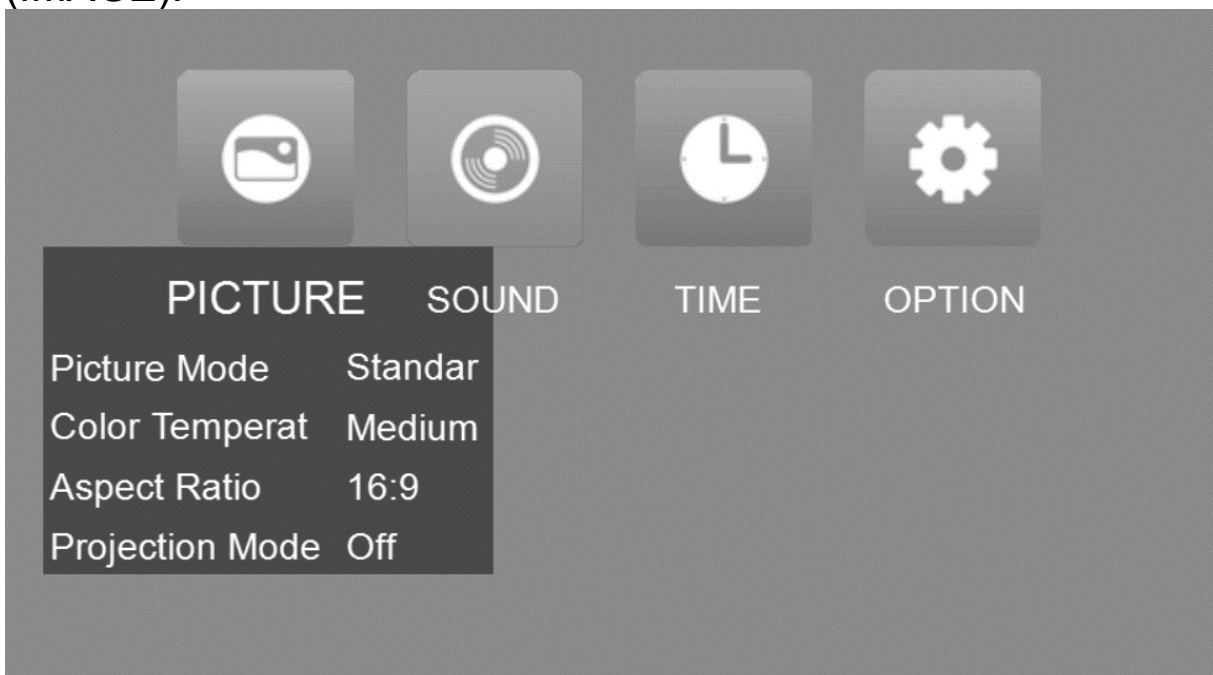 PICTURE SOUND TIME OPTION
Picture Mode Standar
Color Temperat Medium
Aspect Ratio 16:9
Projection Mode Off